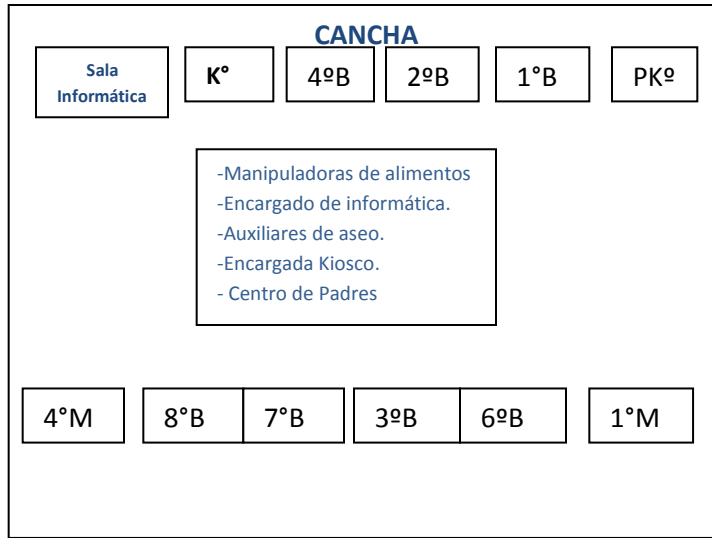 CANCHA
Sala
Informática
K°
4ºB
2ºB
1°B
PKº
-Manipuladoras de alimentos
-Encargado de informática.
-Auxiliares de aseo.
-Encargada Kiosco.
- Centro de Padres
4°M
8°B
7°B
3ºB
6ºB
1°M